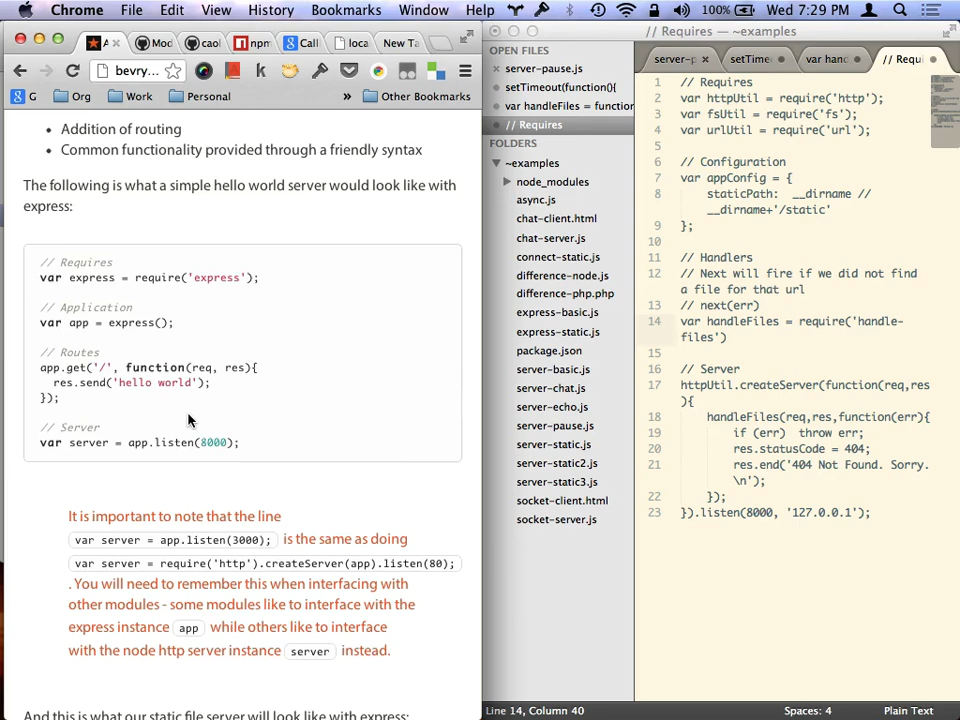 Chrome File Edit View History Bookmarks Window Help 100% Wed 7:29 PM
A Mod caol npm Call loca New Ta
bevry.
G Org Work Personal » Other Bookmarks
• Addition of routing
• Common functionality provided through a friendly syntax
The following is what a simple hello world server would look like with
express:
// Requires
var express = require('express');
// Application
var app = express();
// Routes
app.get('/', function(req, res){
res.send('hello world');
});
// Server
var server = app.listen(8000);
It is important to note that the line
var server = app.listen(3000); is the same as doing
var server = require('http').createServer(app).listen(80);
. You will need to remember this when interfacing with
other modules - some modules like to interface with the
express instance app while others like to interface
with the node http server instance server instead.
And this is what our static file server will look like with express:
// Requires — ~examples
OPEN FILES
server-pause.js
setTimeout(function(){
var handleFiles = function
// Requires
FOLDERS
~examples
node_modules
async.js
chat-client.html
chat-server.js
connect-static.js
difference-node.js
difference-php.php
express-basic.js
express-static.js
package.json
server-basic.js
server-chat.js
server-echo.js
server-pause.js
server-static.js
server-static2.js
server-static3.js
socket-client.html
socket-server.js
server-p setTime var hand // Requi
1 // Requires
2 var httpUtil = require('http');
3 var fsUtil = require('fs');
4 var urlUtil = require('url');
5
6 // Configuration
7 var appConfig = {
8 staticPath: __dirname //
__dirname+'/static'
9 };
10
11 // Handlers
12 // Next will fire if we did not find
a file for that url
13 // next(err)
14 var handleFiles = require('handle-
files')
15
16 // Server
17 httpUtil.createServer(function(req,res
){
18 handleFiles(req,res,function(err){
19 if (err) throw err;
20 res.statusCode = 404;
21 res.end('404 Not Found. Sorry.
\n');
22 });
23 }).listen(8000, '127.0.0.1');
Line 14, Column 40 Spaces: 4 Plain Text